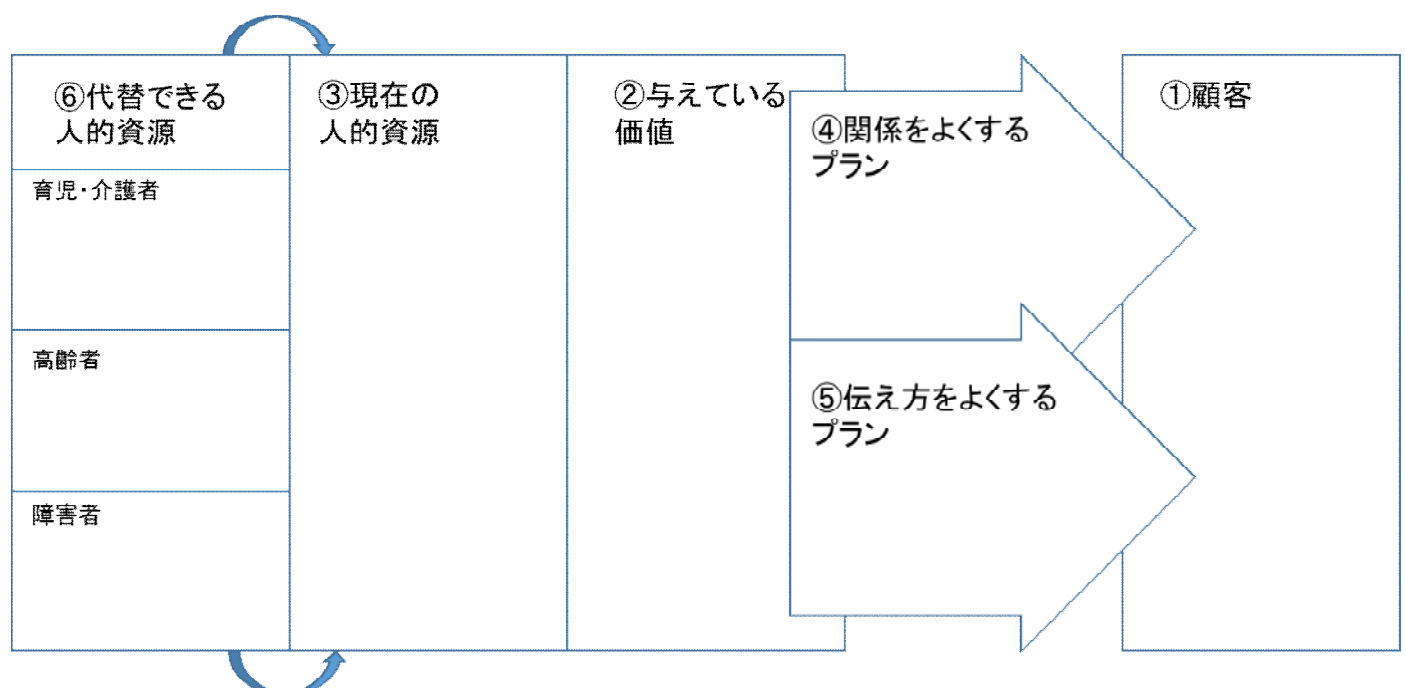 ⑥代替できる
人的資源
育児・介護者
高齢者
障害者
③現在の
人的資源
②与えている
価値
④関係をよくする
プラン
⑤伝え方をよくする
プラン
①顧客